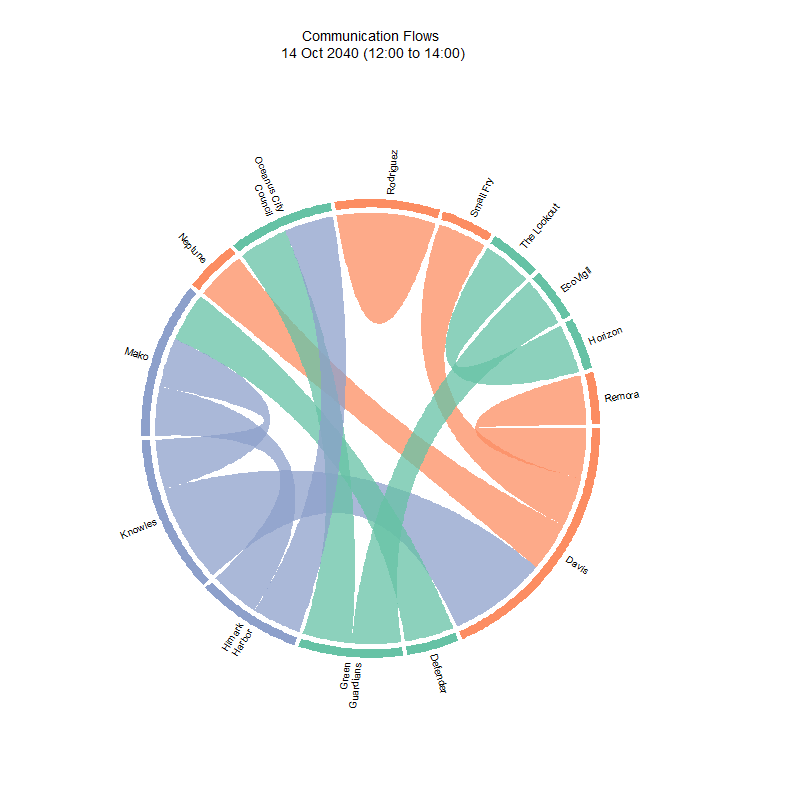 Communication Flows
14 Oct 2040 (12:00 to 14:00)
Rodriguez
Small Fry
The Lookout
EcoVigil
Horizon
Remora
Davis
Defender
Green
Guardians
Himark
Harbor
Knowles
Mako
Neptune
Oceanus City
Council